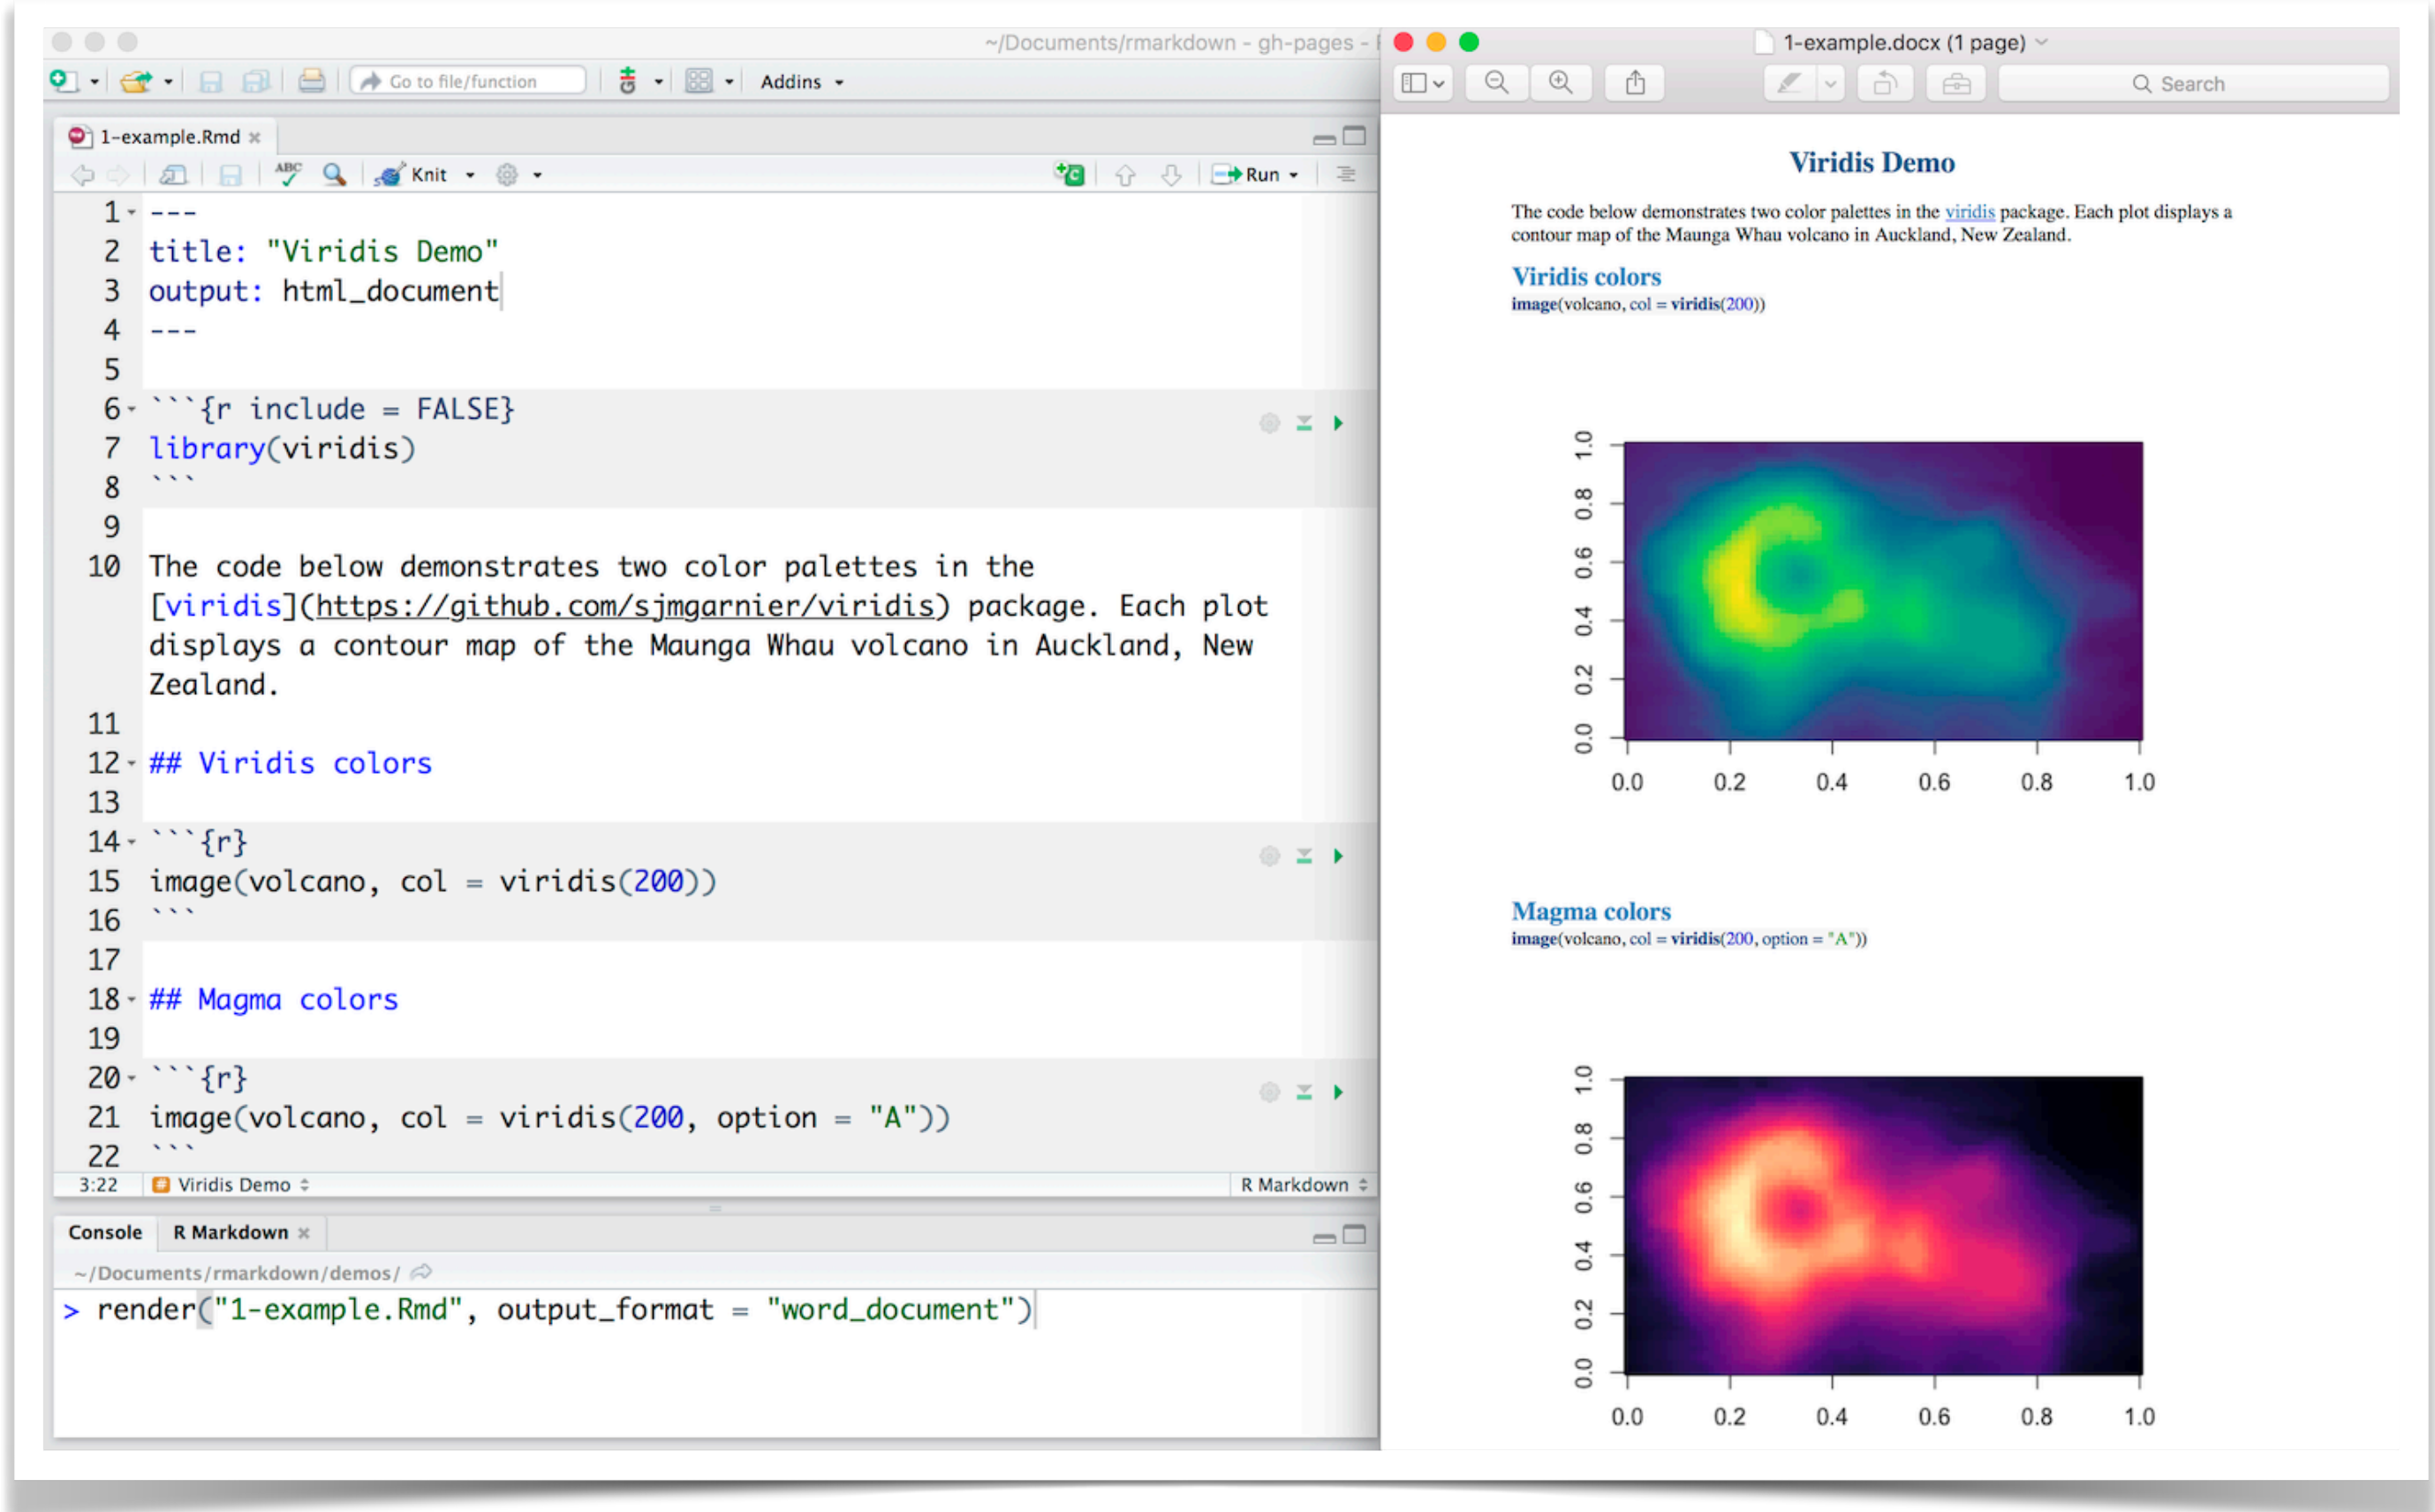 ~/Documents/rmarkdown - gh-pages -
Go to file/function
Addins
1-example.Rmd
ABC
Knit
Run
1 ---
2 title: "Viridis Demo"
3 output: html_document
4 ---
5
6 ```{r include = FALSE}
7 library(viridis)
8 ```
9
10 The code below demonstrates two color palettes in the
[viridis](https://github.com/sjmgarnier/viridis) package. Each plot
displays a contour map of the Maunga Whau volcano in Auckland, New
Zealand.
11
12 ## Viridis colors
13
14 ```{r}
15 image(volcano, col = viridis(200))
16 ```
17
18 ## Magma colors
19
20 ```{r}
21 image(volcano, col = viridis(200, option = "A"))
22 ```
3:22 # Viridis Demo R Markdown
Console R Markdown
~/Documents/rmarkdown/demos/
> render("1-example.Rmd", output_format = "word_document")
1-example.docx (1 page)
Search
Viridis Demo
The code below demonstrates two color palettes in the viridis package. Each plot displays a
contour map of the Maunga Whau volcano in Auckland, New Zealand.
Viridis colors
image(volcano, col = viridis(200))
1.0
0.8
0.6
0.4
0.2
0.0
0.0 0.2 0.4 0.6 0.8 1.0
Magma colors
image(volcano, col = viridis(200, option = "A"))
1.0
0.8
0.6
0.4
0.2
0.0
0.0 0.2 0.4 0.6 0.8 1.0